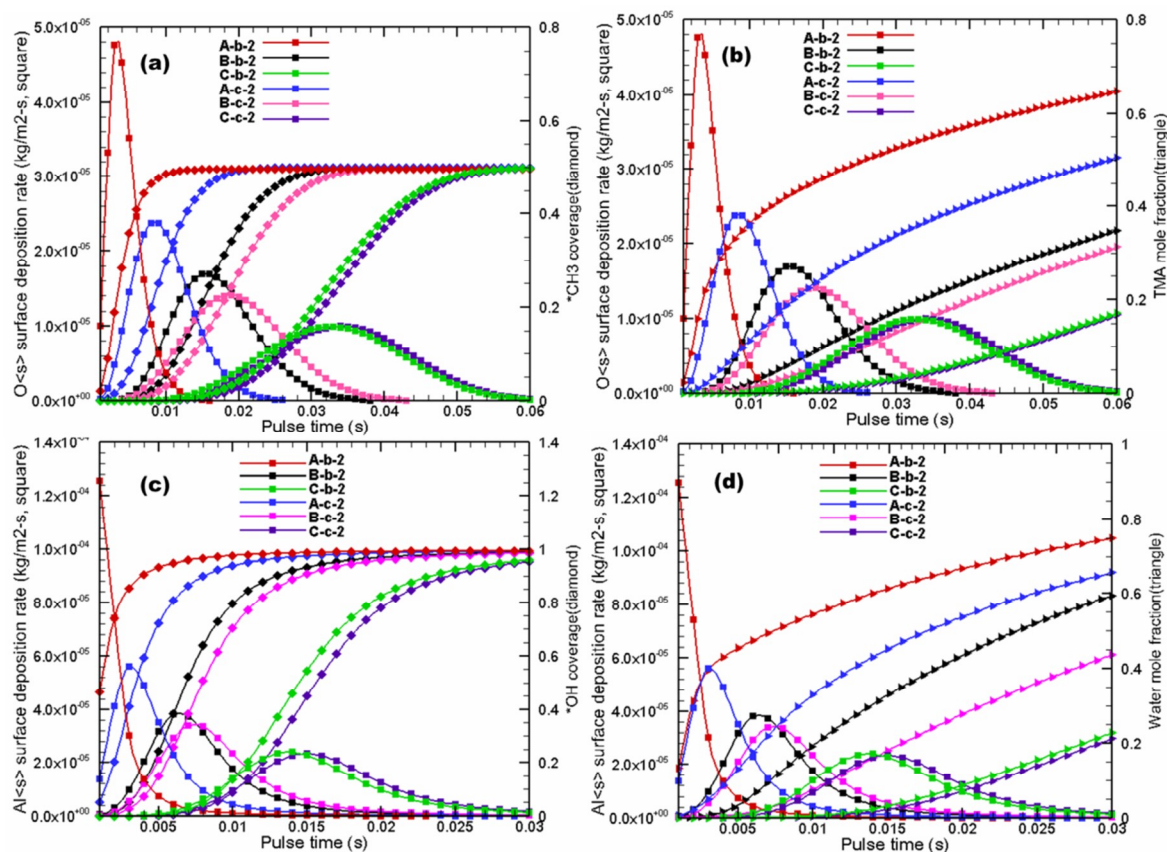 (a)
O<s> surface deposition rate (kg/m2-s, square)
5.0x10⁻⁰⁵
4.0x10⁻⁰⁵
3.0x10⁻⁰⁵
2.0x10⁻⁰⁵
1.0x10⁻⁰⁵
0.0x10⁺⁰⁰
A-b-2
B-b-2
C-b-2
A-c-2
B-c-2
C-c-2
0.8
0.6
0.4
0.2
0
*CH3 coverage(diamond)
0.01 0.02 0.03 0.04 0.05 0.06
Pulse time (s)
(b)
O<s> surface deposition rate (kg/m2-s, square)
5.0x10⁻⁰⁶
4.0x10⁻⁰⁶
3.0x10⁻⁰⁵
2.0x10⁻⁰⁵
1.0x10⁻⁰⁵
0.0x10⁺⁰⁰
A-b-2
B-b-2
C-b-2
A-c-2
B-c-2
C-c-2
0.8
0.6
0.4
0.2
0
TMA mole fraction(triangle)
0.01 0.02 0.03 0.04 0.05 0.06
Pulse time (s)
(c)
Al<s> surface deposition rate (kg/m2-s, square)
1.4x10⁻⁰⁴
1.2x10⁻⁰⁴
1.0x10⁻⁰⁴
8.0x10⁻⁰⁵
6.0x10⁻⁰⁵
4.0x10⁻⁰⁵
2.0x10⁻⁰⁵
0.0x10⁺⁰⁰
A-b-2
B-b-2
C-b-2
A-c-2
B-c-2
C-c-2
1.4
1.2
1
0.8
0.6
0.4
0.2
0
*OH coverage(diamond)
0.005 0.01 0.015 0.02 0.025 0.03
Pulse time (s)
(d)
Al<s> surface deposition rate (kg/m2-s, square)
1.4x10⁻⁰⁴
1.2x10⁻⁰⁴
1.0x10⁻⁰⁴
8.0x10⁻⁰⁵
6.0x10⁻⁰⁵
4.0x10⁻⁰⁵
2.0x10⁻⁰⁵
0.0x10⁺⁰⁰
A-b-2
B-b-2
C-b-2
A-c-2
B-c-2
C-c-2
1
0.8
0.6
0.4
0.2
0
Water mole fraction(triangle)
0.005 0.01 0.015 0.02 0.025 0.03
Pulse time (s)